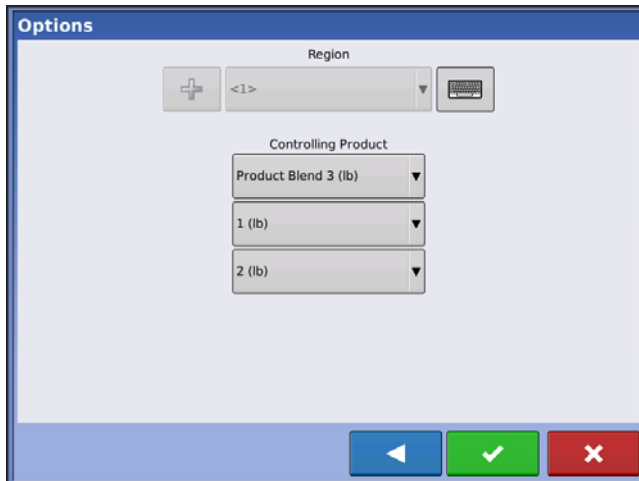 Options
Region
<1>
Controlling Product
Product Blend 3 (lb)
1 (lb)
2 (lb)